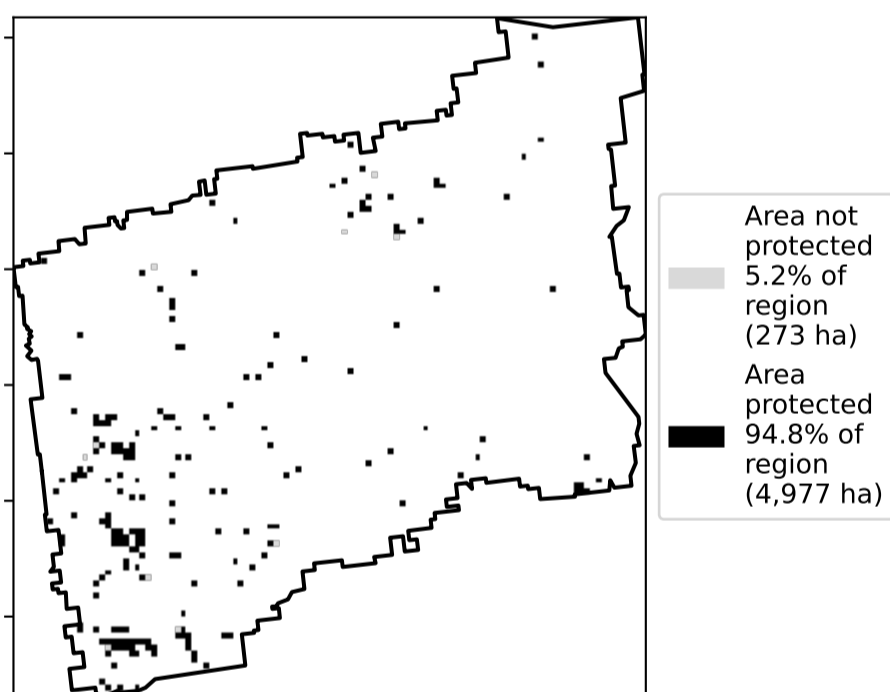 Area not
protected
5.2% of
region
(273 ha)
Area
protected
94.8% of
region
(4,977 ha)